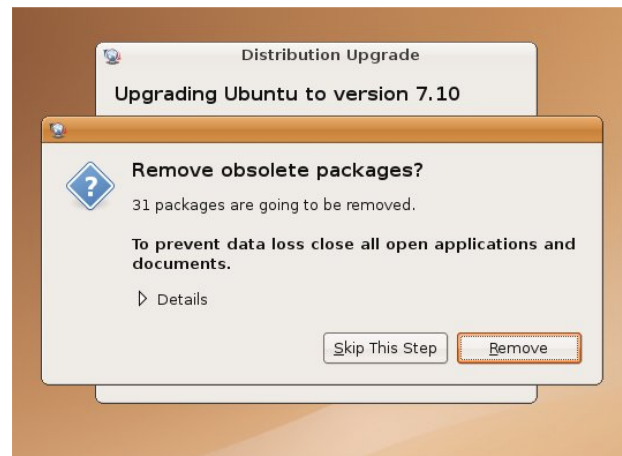 Distribution Upgrade
Upgrading Ubuntu to version 7.10
Remove obsolete packages?
31 packages are going to be removed.
To prevent data loss close all open applications and
documents.
Details
Skip This Step
Remove